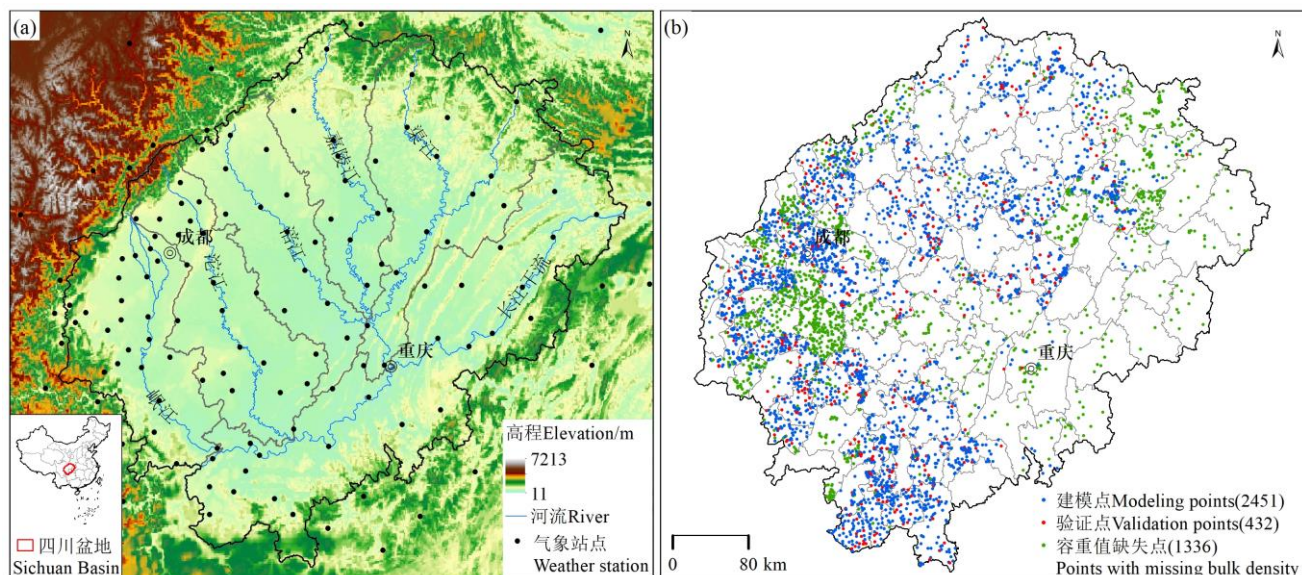 (a)
N
嘉陵江
渠江
成都
沱江
涪江
长江干流
重庆
岷江
四川盆地
Sichuan Basin
高程Elevation/m
7213
11
河流River
气象站点
Weather station
(b)
N
成都
重庆
0 80 km
建模点Modeling points(2451)
验证点Validation points(432)
容重值缺失点(1336)
Points with missing bulk density